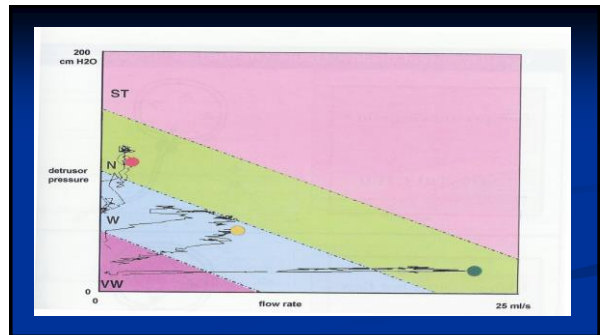 200
cm H2O
ST
N
detrusor
pressure
W
VW
0
0
flow rate
25 ml/s